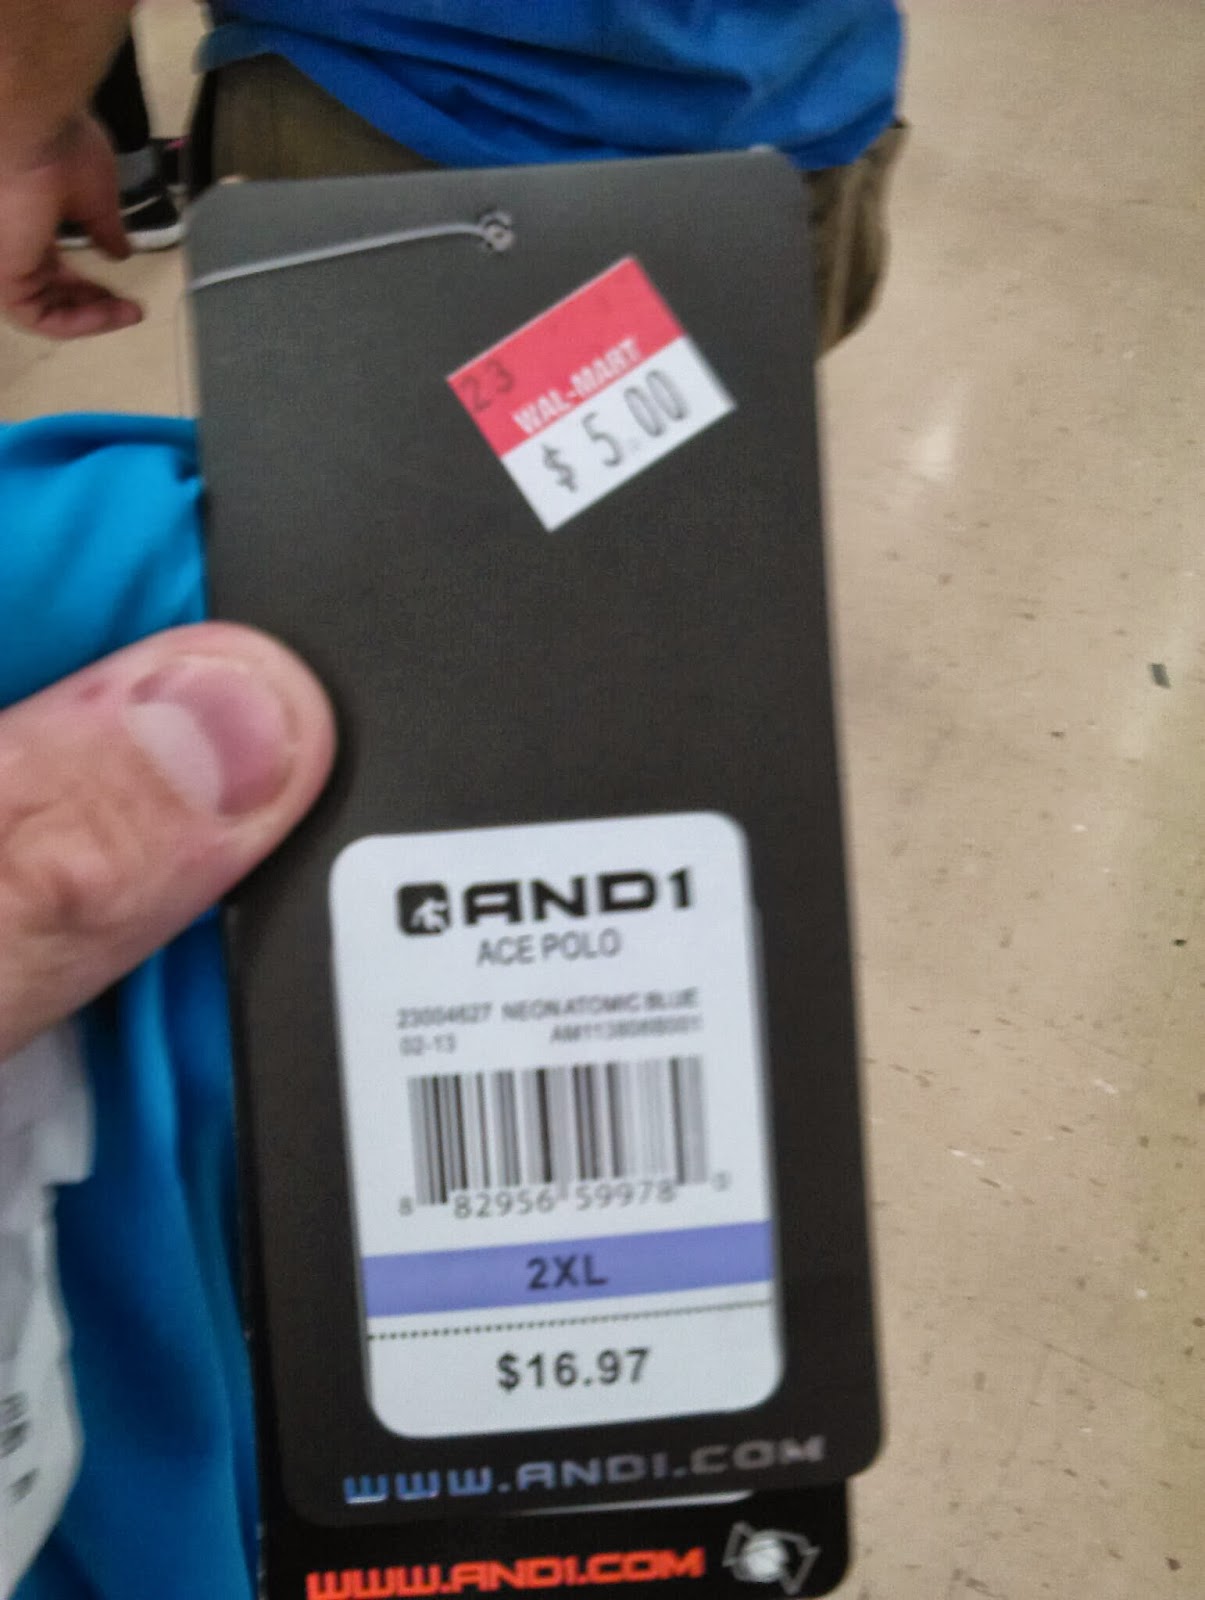 23
WAL-MART
$ 5.00
AND1
ACE POLO
23004627 NEON ATOMIC BLUE
02-13
8 82956 59978 0
2XL
$16.97
WWW.AND1.COM
WWW.AND1.COM